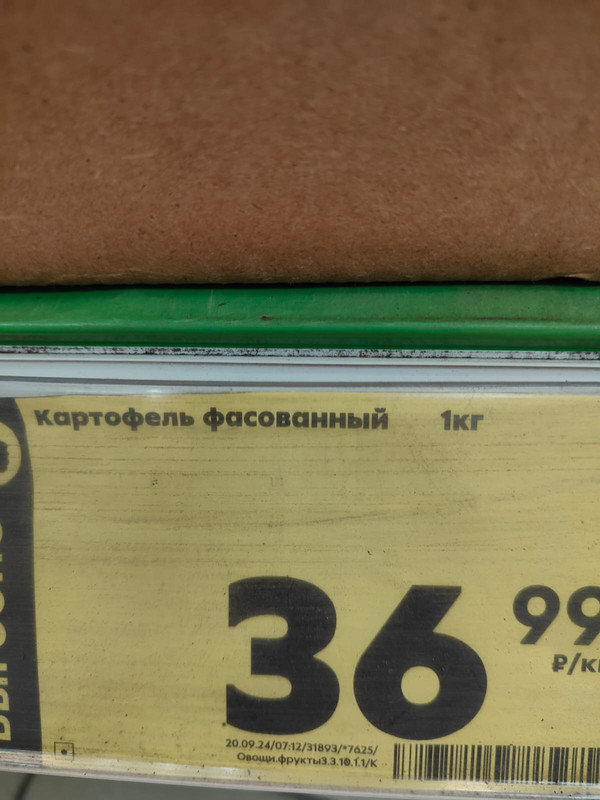 Картофель фасованный 1кг
36 99
₽/к
20.09.24/07:12/31893/*7625/
Овощи.фрукты3.3.10.1.1/К